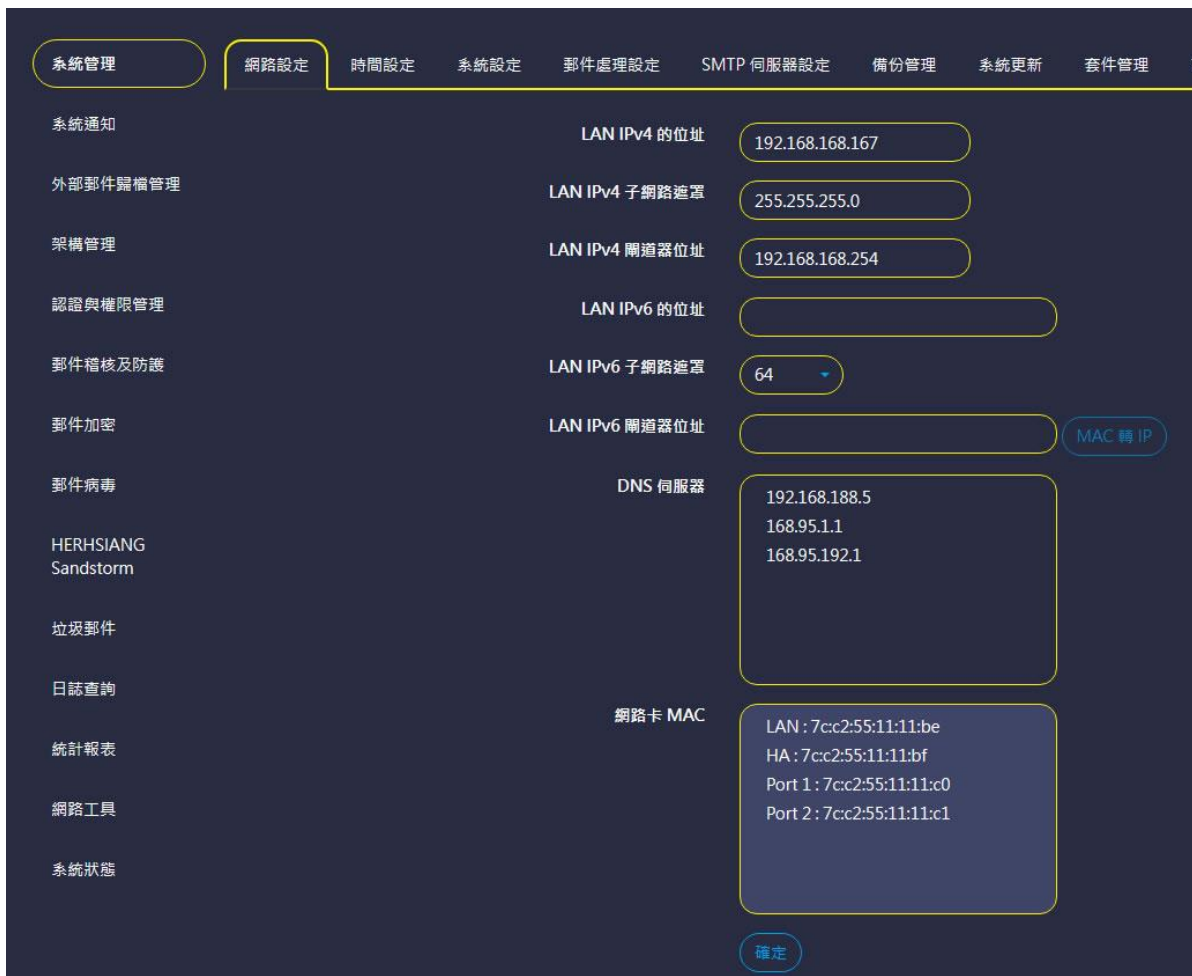 系統管理
網路設定
時間設定
系統設定
郵件處理設定
SMTP 伺服器設定
備份管理
系統更新
套件管理
系統通知
外部郵件歸檔管理
架構管理
認證與權限管理
郵件稽核及防護
郵件加密
郵件病毒
HERHSIANG
Sandstorm
垃圾郵件
日誌查詢
統計報表
網路工具
系統狀態
LAN IPv4 的位址
192.168.168.167
LAN IPv4 子網路遮罩
255.255.255.0
LAN IPv4 閘道器位址
192.168.168.254
LAN IPv6 的位址
LAN IPv6 子網路遮罩
64
LAN IPv6 閘道器位址
MAC 轉 IP
DNS 伺服器
192.168.188.5
168.95.1.1
168.95.192.1
網路卡 MAC
LAN : 7c:c2:55:11:11:be
HA : 7c:c2:55:11:11:bf
Port 1 : 7c:c2:55:11:11:c0
Port 2 : 7c:c2:55:11:11:c1
確定